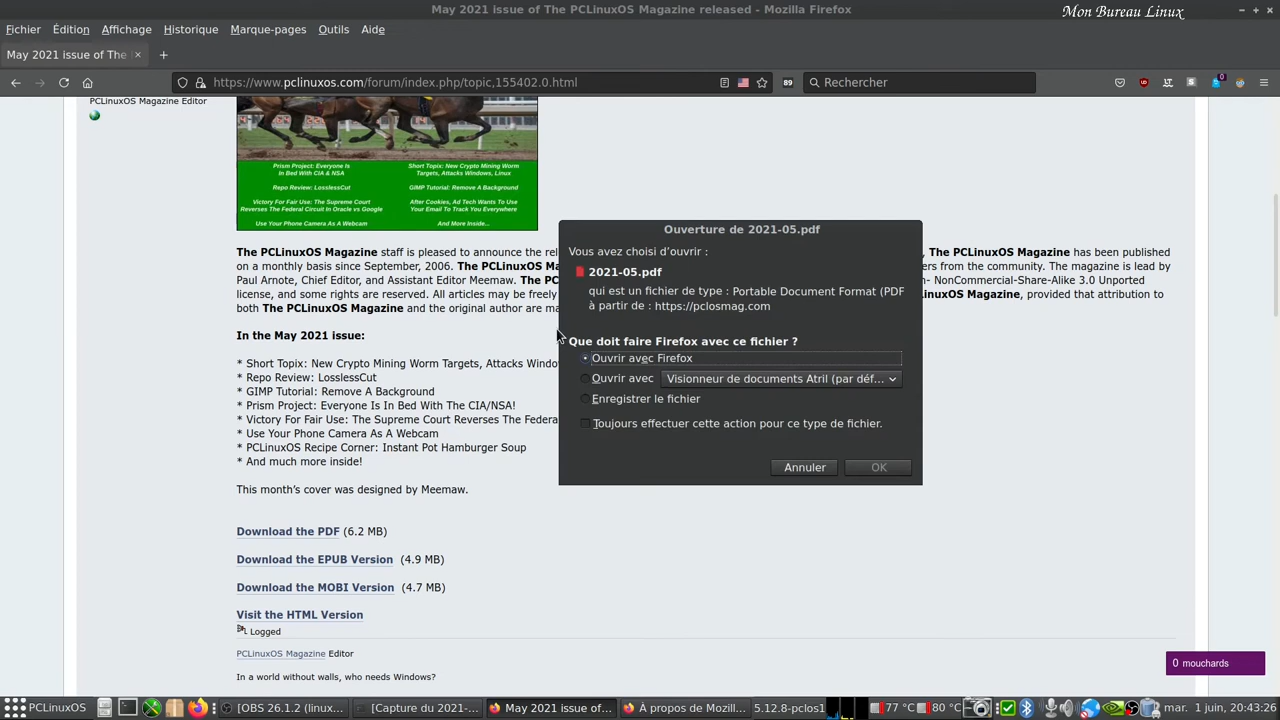 May 2021 issue of The PCLinuxOS Magazine released - Mozilla Firefox
Mon Bureau Linux
Fichier Édition Affichage Historique Marque-pages Outils Aide
May 2021 issue of The
https://www.pclinuxos.com/forum/index.php/topic,155402.0.html
89
Rechercher
0
PCLinuxOS Magazine Editor
Prism Project: Everyone Is
In Bed With CIA & NSA
Short Topix: New Crypto Mining Worm
Targets, Attacks Windows, Linux
Repo Review: LosslessCut
GIMP Tutorial: Remove A Background
Victory For Fair Use: The Supreme Court
Reverses The Federal Circuit In Oracle vs Google
After Cookies, Ad Tech Wants To Use
Your Email To Track You Everywhere
Use Your Phone Camera As A Webcam
And More Inside...
The PCLinuxOS Magazine staff is pleased to announce the rel
, The PCLinuxOS Magazine has been published
on a monthly basis since September, 2006. The PCLinuxOS M
ers from the community. The magazine is lead by
Paul Arnote, Chief Editor, and Assistant Editor Meemaw. The PC
- NonCommercial-Share-Alike 3.0 Unported
license, and some rights are reserved. All articles may be freely
LinuxOS Magazine, provided that attribution to
both The PCLinuxOS Magazine and the original author are ma
In the May 2021 issue:
* Short Topix: New Crypto Mining Worm Targets, Attacks Windo
* Repo Review: LosslessCut
* GIMP Tutorial: Remove A Background
* Prism Project: Everyone Is In Bed With The CIA/NSA!
* Victory For Fair Use: The Supreme Court Reverses The Federal
* Use Your Phone Camera As A Webcam
* PCLinuxOS Recipe Corner: Instant Pot Hamburger Soup
* And much more inside!
This month's cover was designed by Meemaw.
Download the PDF (6.2 MB)
Download the EPUB Version (4.9 MB)
Download the MOBI Version (4.7 MB)
Visit the HTML Version
Logged
PCLinuxOS Magazine Editor
In a world without walls, who needs Windows?
Ouverture de 2021-05.pdf
Vous avez choisi d'ouvrir :
2021-05.pdf
qui est un fichier de type : Portable Document Format (PDF
à partir de : https://pclosmag.com
Que doit faire Firefox avec ce fichier ?
Ouvrir avec Firefox
Ouvrir avec Visionneur de documents Atril (par déf...
Enregistrer le fichier
Toujours effectuer cette action pour ce type de fichier.
Annuler OK
0 mouchards
PCLinuxOS [OBS 26.1.2 (linux... [Capture du 2021-... May 2021 issue of... À propos de Mozil... 5.12.8-pclos1 77 °C 80 °C mar. 1 juin, 20:43:26